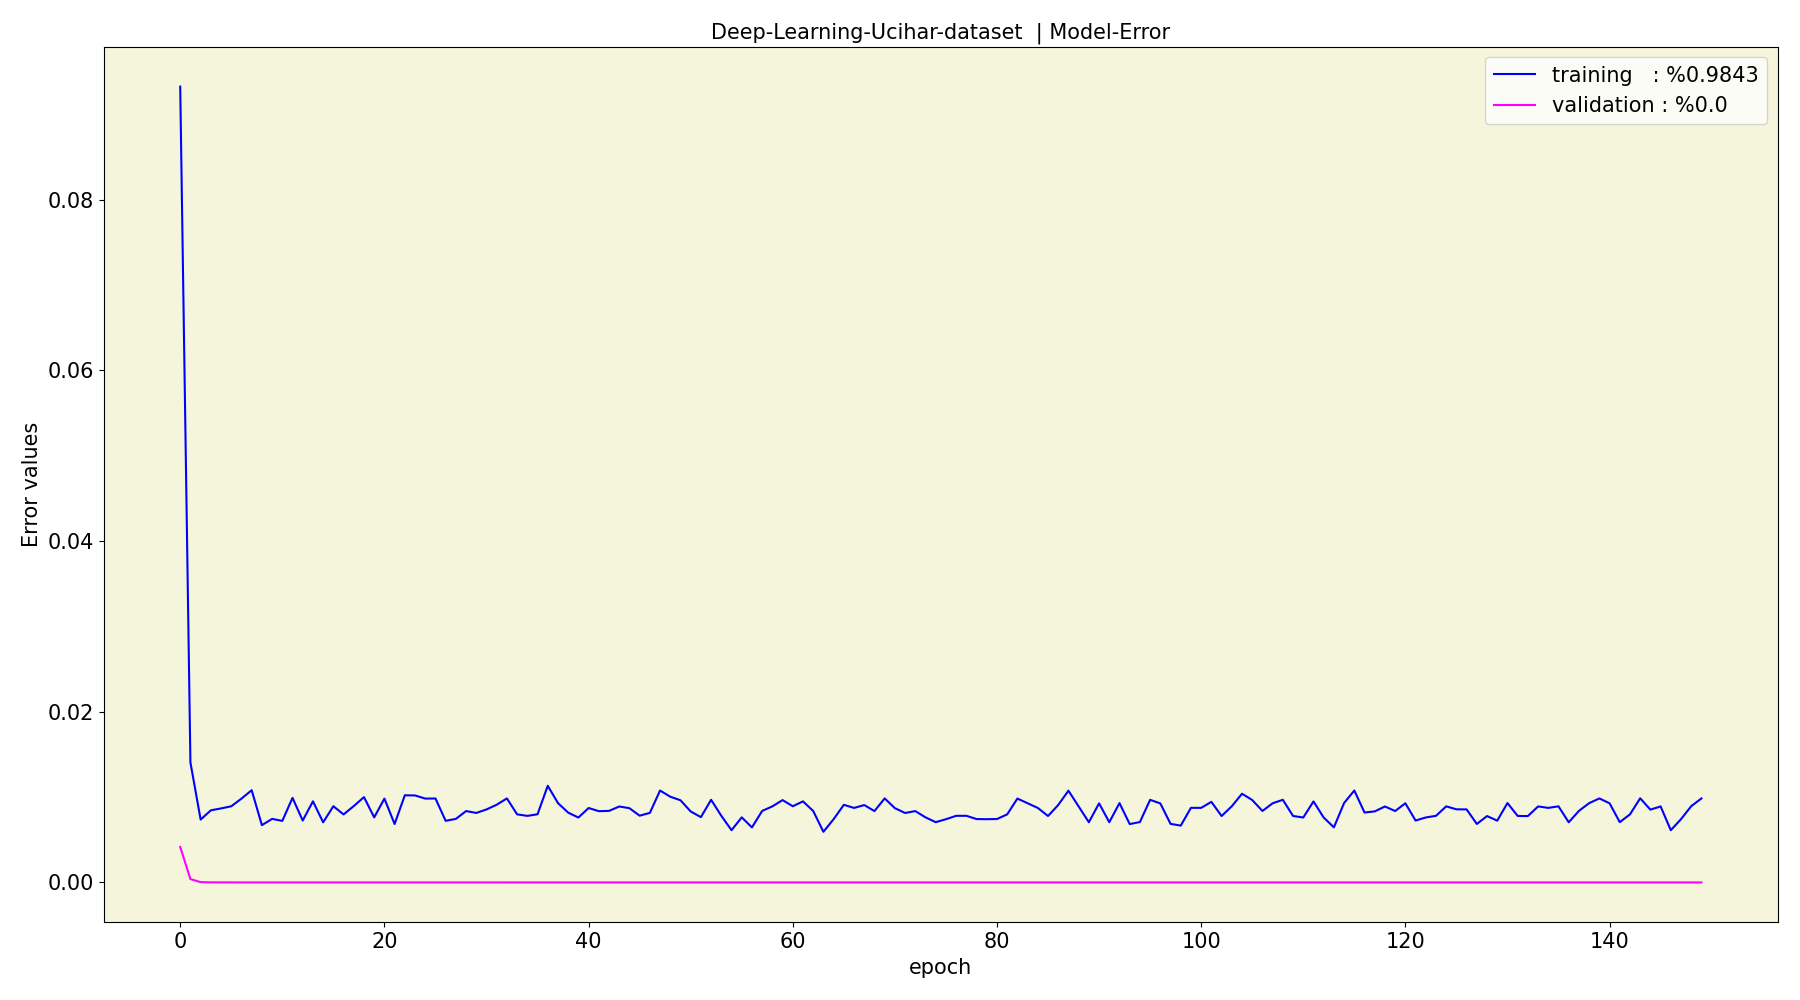 Deep-Learning-Ucihar-dataset | Model-Error
training : %0.9843
validation : %0.0
Error values
0.08
0.06
0.04
0.02
0.00
0 20 40 60 80 100 120 140
epoch